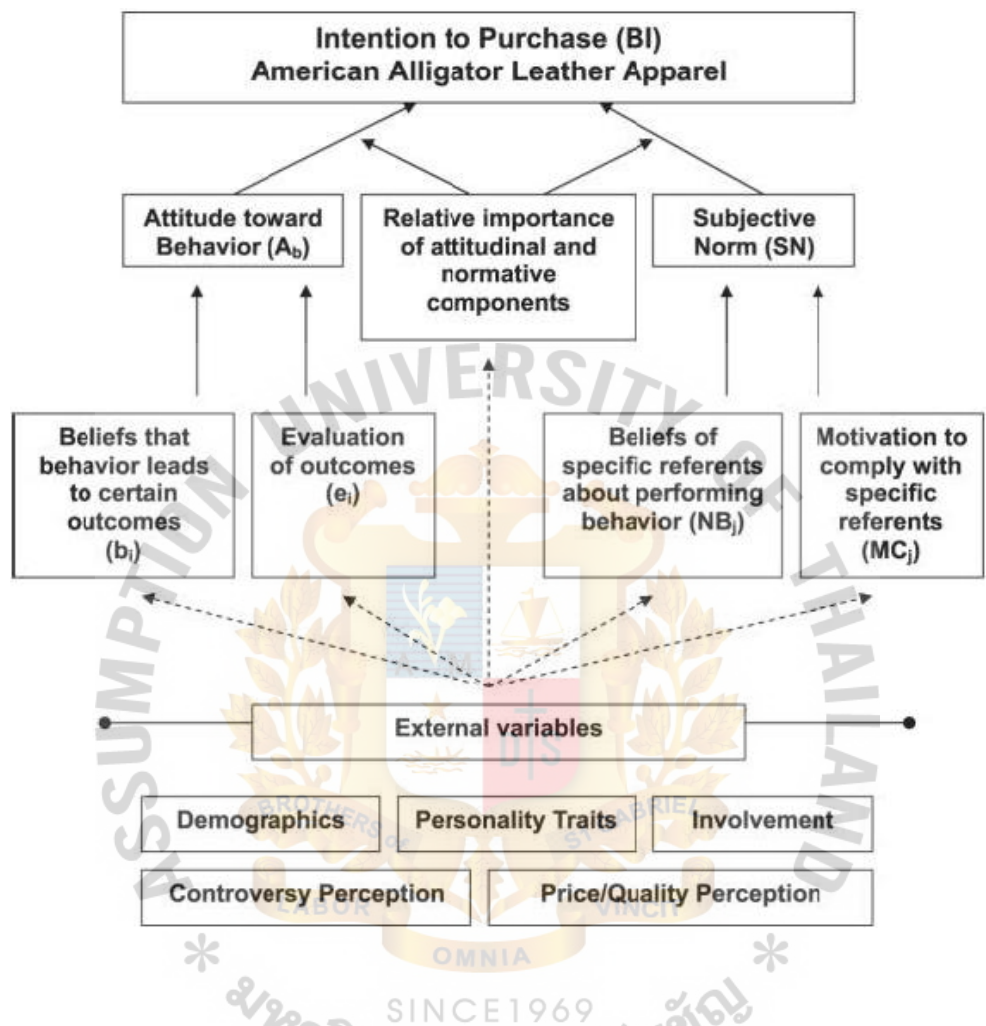 Intention to Purchase (BI)
American Alligator Leather Apparel
Attitude toward
Behavior (Ab)
Relative importance
of attitudinal and
normative
components
Subjective
Norm (SN)
Beliefs that
behavior leads
to certain
outcomes
(bi)
Evaluation
of outcomes
(ei)
Beliefs of
specific referents
about performing
behavior (NBj)
Motivation to
comply with
specific
referents
(MCj)
External variables
Demographics
Personality Traits
Involvement
Controversy Perception
Price/Quality Perception
ASSUMPTION UNIVERSITY OF THAILAND
BROTHERS OF
ST GABRIEL
LABOR
VINCIT
OMNIA
SINCE1969